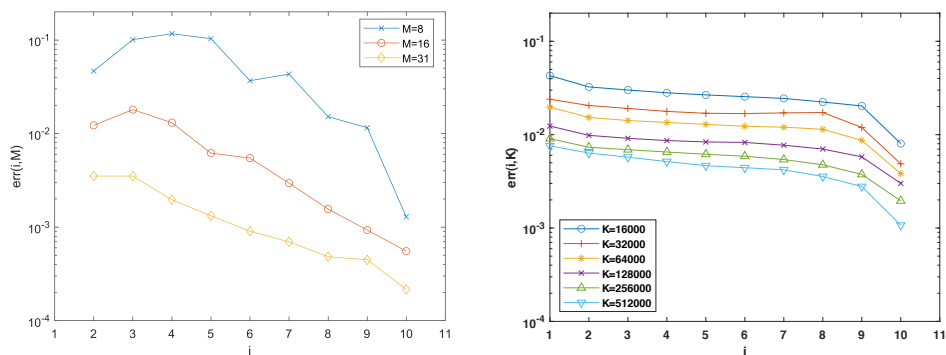 10^-1
10^-2
10^-3
10^-4
err(i,M)
1 2 3 4 5 6 7 8 9 10 11
i
M=8
M=16
M=31
10^0
10^-1
10^-2
10^-3
10^-4
err(i,K)
1 2 3 4 5 6 7 8 9 10 11
i
K=16000
K=32000
K=64000
K=128000
K=256000
K=512000